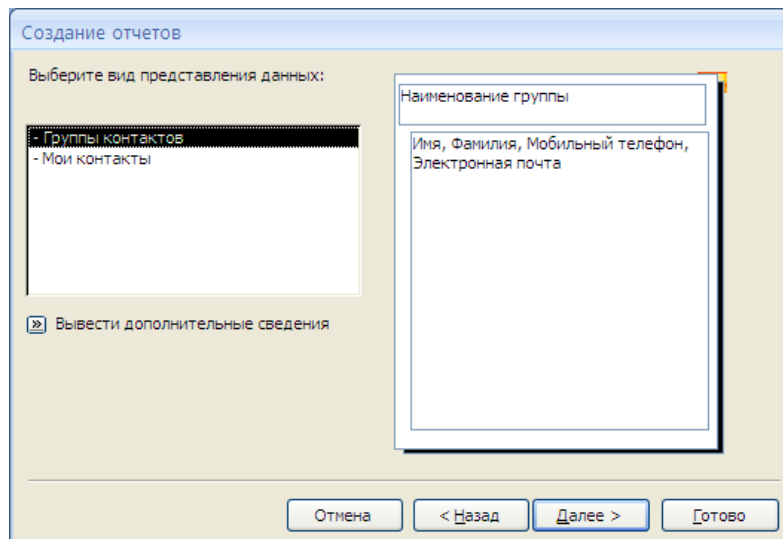 Создание отчетов
Выберите вид представления данных:
- Группы контактов
- Мои контакты
Вывести дополнительные сведения
Наименование группы
Имя, Фамилия, Мобильный телефон,
Электронная почта
Отмена
< Назад
Далее >
Готово